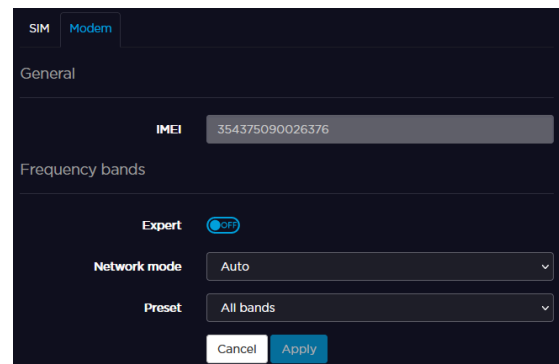 SIM Modem
General
IMEI 354375090026376
Frequency bands
Expert OFF
Network mode Auto
Preset All bands
Cancel Apply